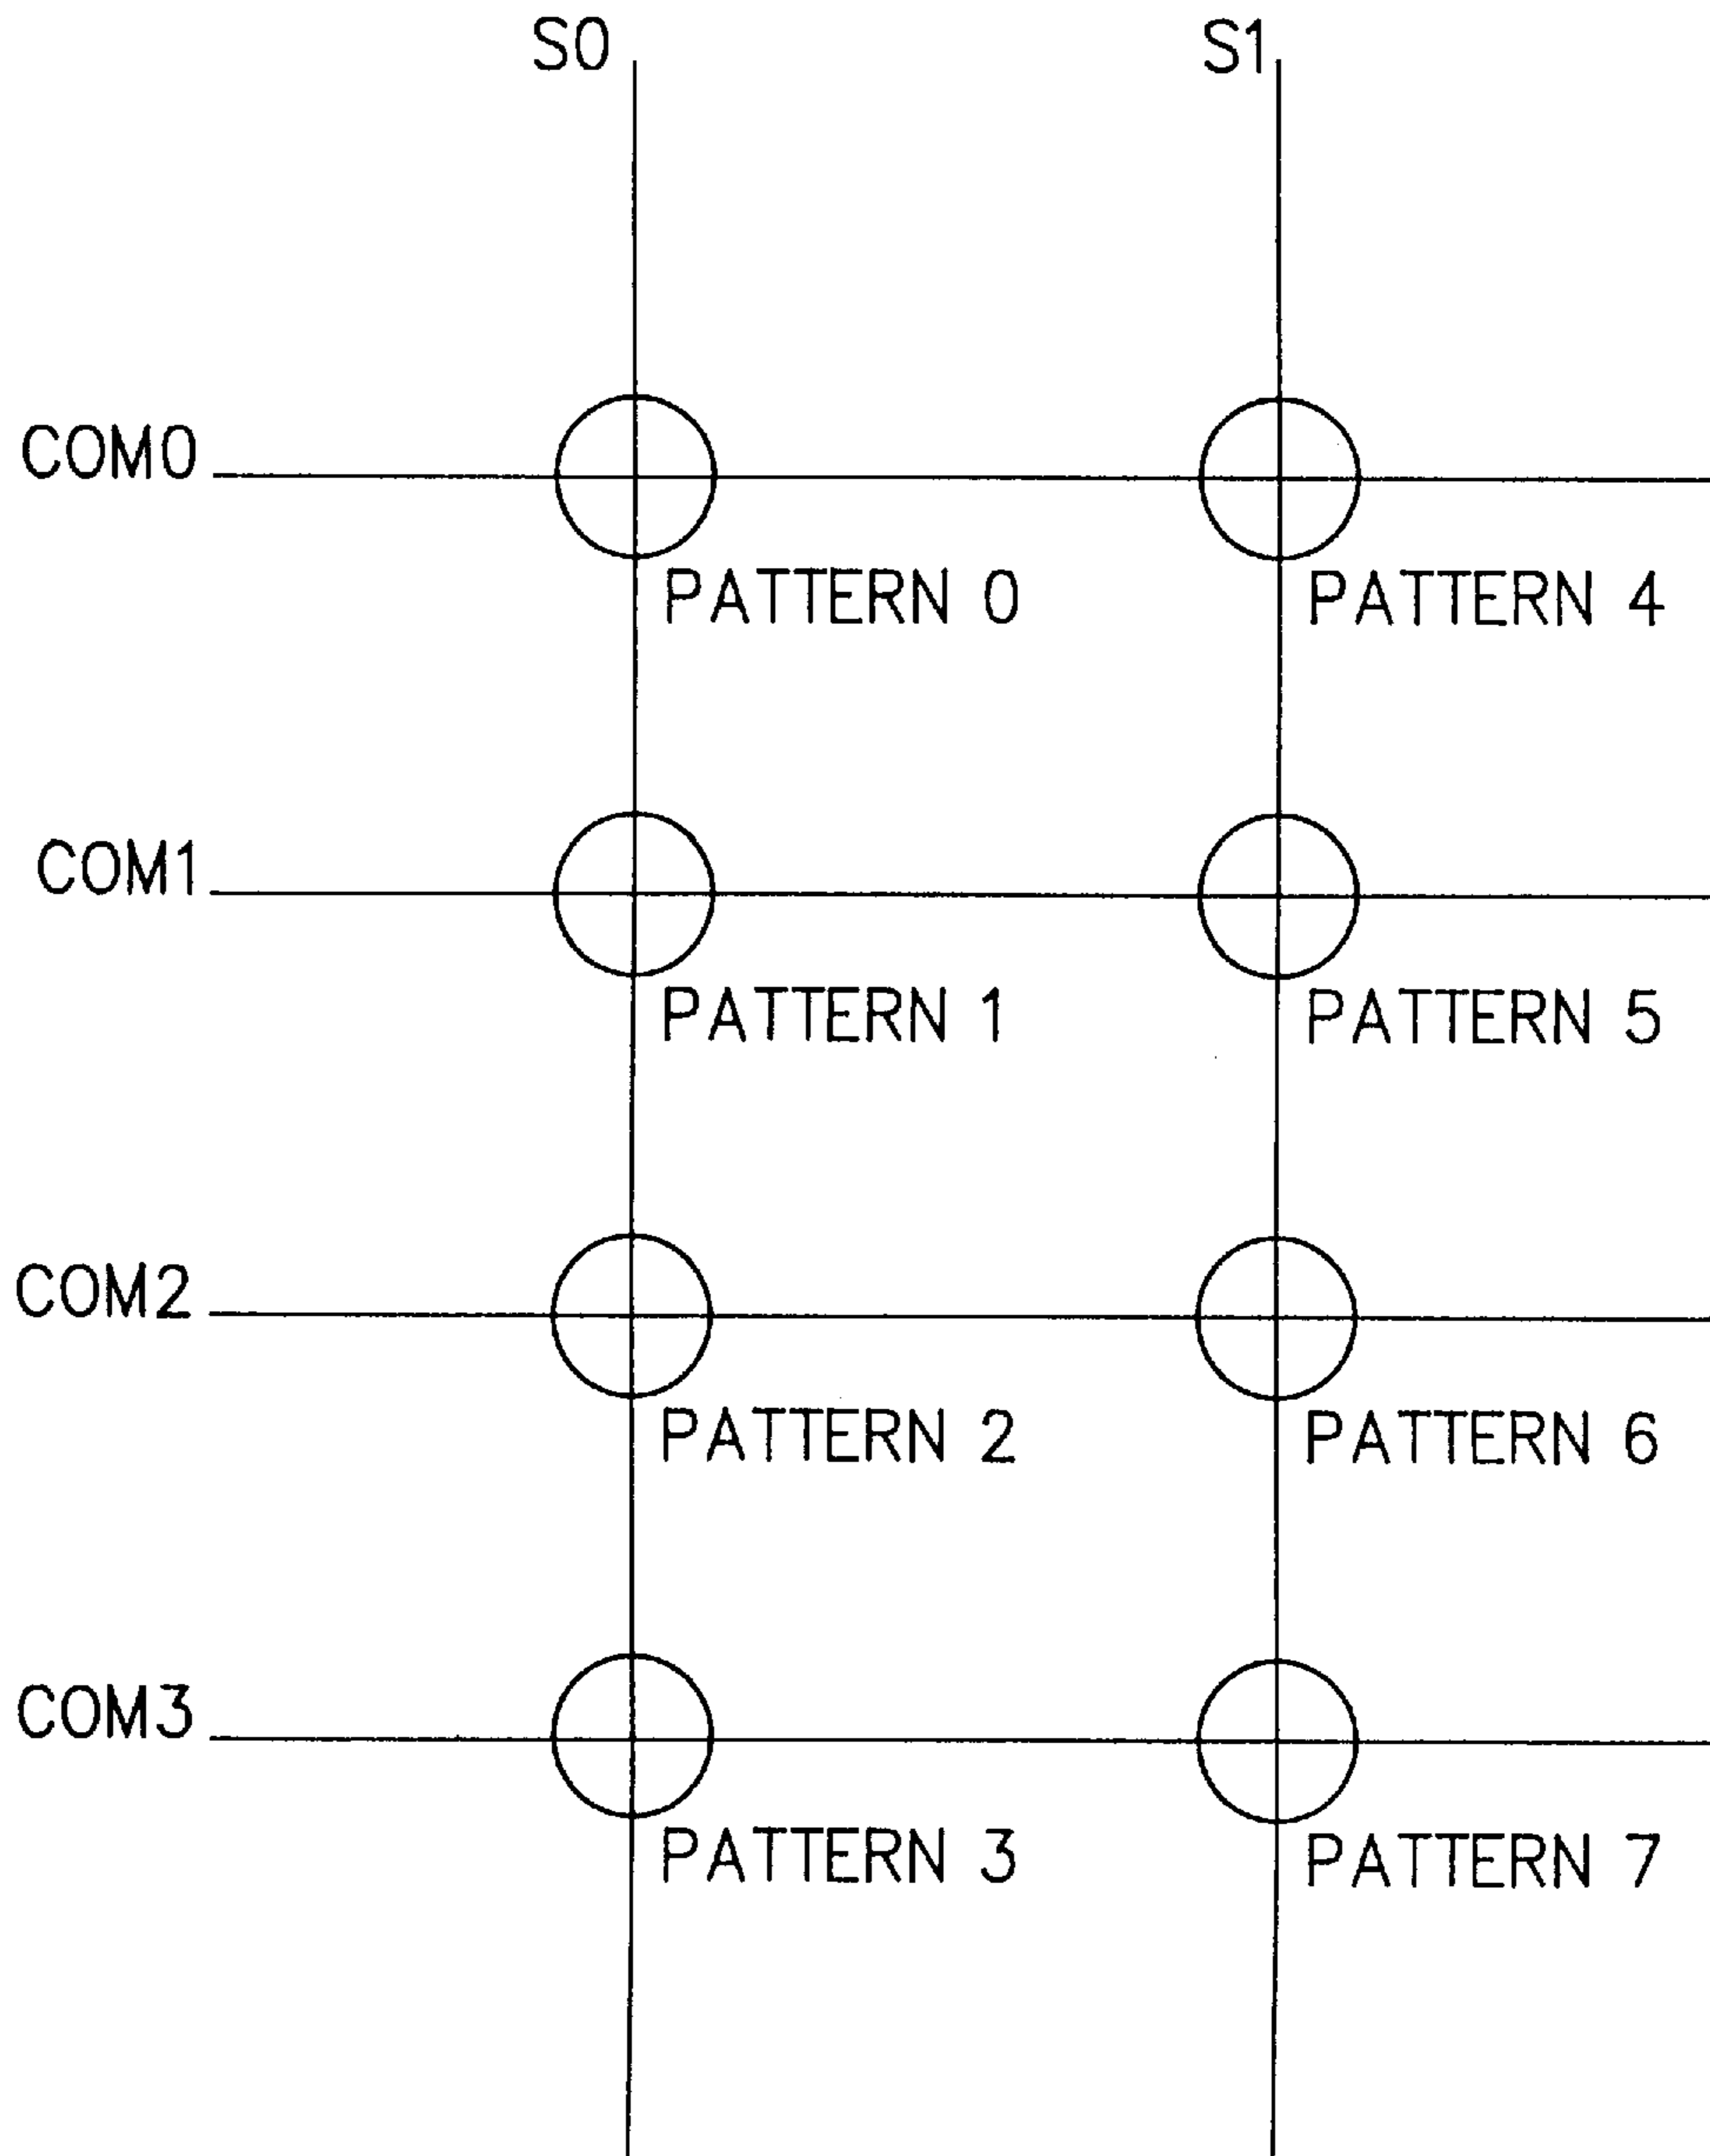 S0 S1
COM0
PATTERN 0 PATTERN 4
COM1
PATTERN 1 PATTERN 5
COM2
PATTERN 2 PATTERN 6
COM3
PATTERN 3 PATTERN 7